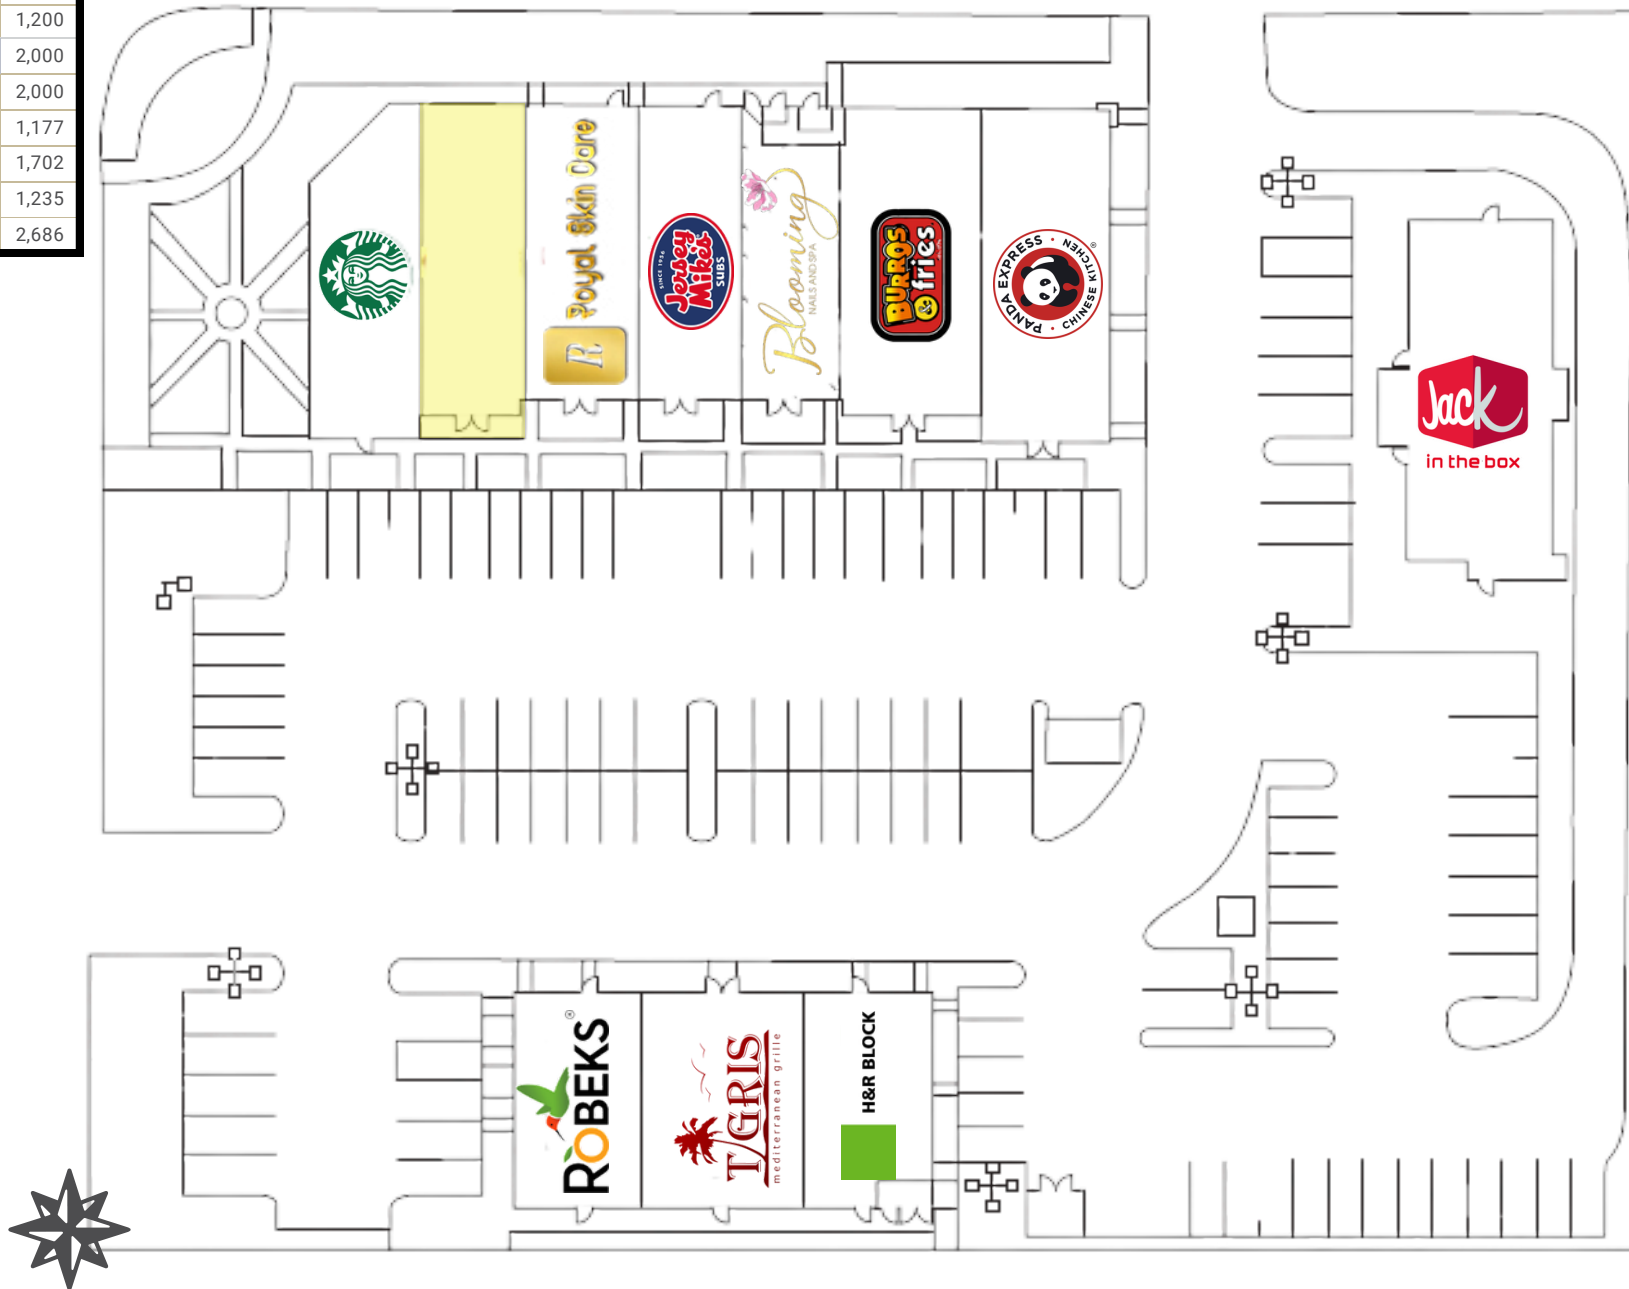 1,200
2,000
2,000
1,177
1,702
1,235
2,686
Royal Skin Care
R
SINCE 1956
Jersey
Mike's
SUBS
Blooming
NAILS AND SPA
BURROS
& fries
PANDA EXPRESS
• CHINESE KITCHEN •
®
Jack
in the box
ROBEKS®
TIGRIS
mediterranean grille
H&R BLOCK